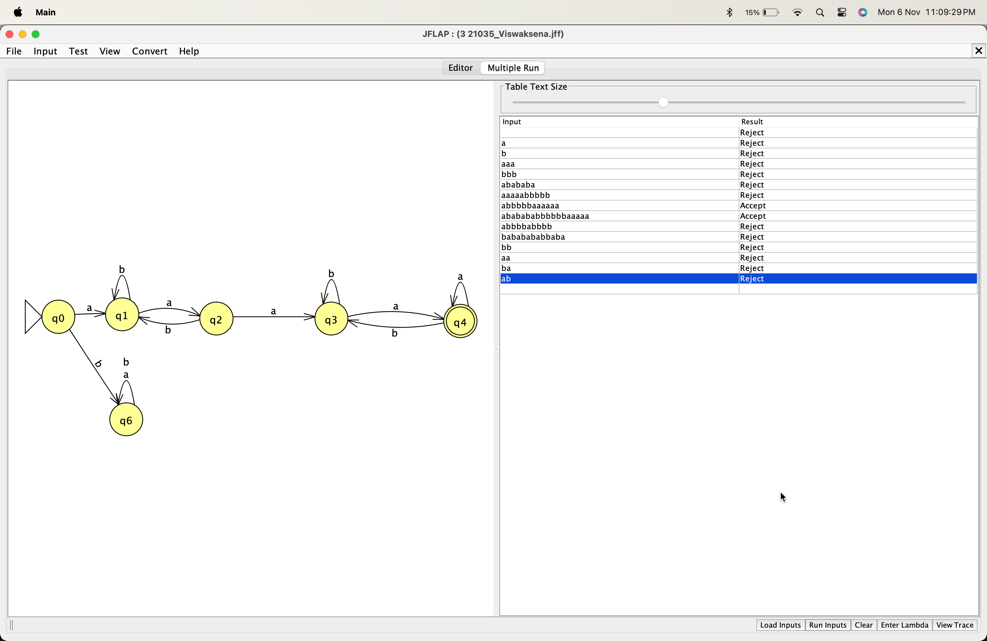 Main 15% Mon 6 Nov 11:09:29 PM
JFLAP : (3 21035_Viswaksena.jff)
File Input Test View Convert Help
Editor Multiple Run
Table Text Size
Input Result
Reject
a Reject
b Reject
aaa Reject
bbb Reject
abababa Reject
aaaaabbbbb Reject
abbbbbaaaaaa Accept
ababababbbbbbaaaaa Accept
abbbbabbbb Reject
babababababbaba Reject
bb Reject
aa Reject
ba Reject
ab Reject
b b a
a a a a
q0 q1 q2 q3 q4
b b
b b
a
q6
Load Inputs Run Inputs Clear Enter Lambda View Trace